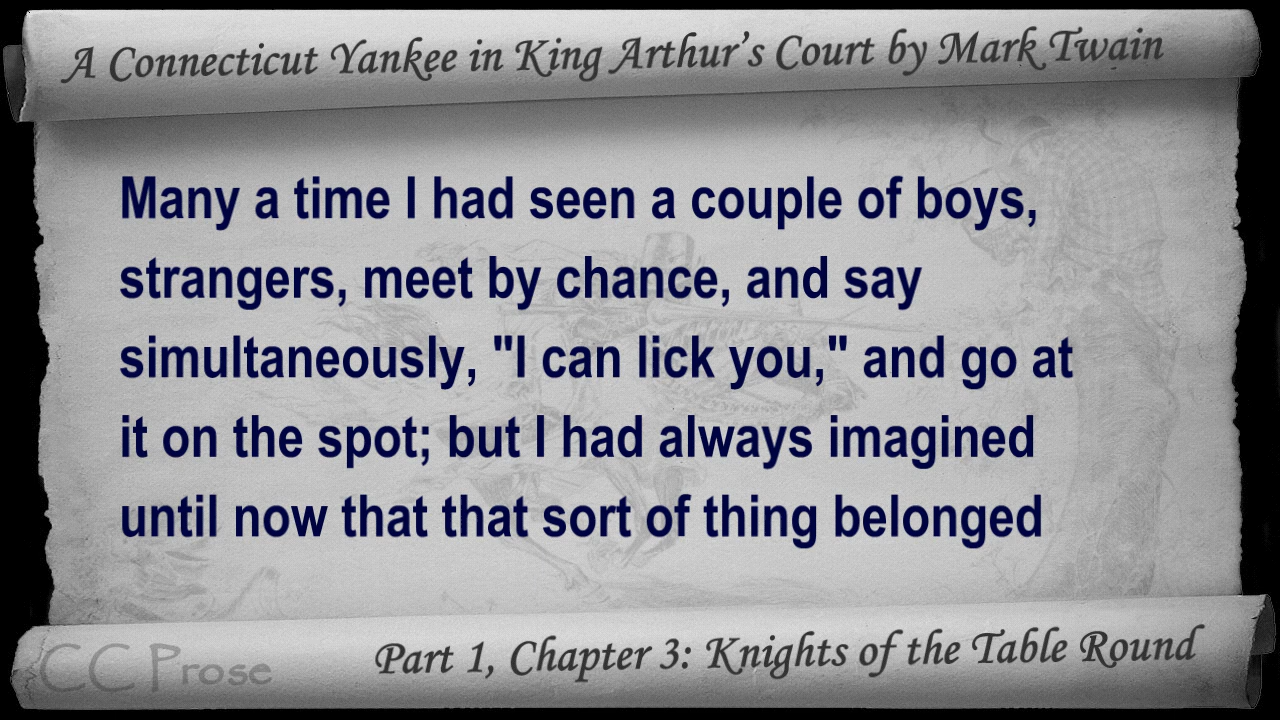 A Connecticut Yankee in King Arthur's Court by Mark Twain
Many a time I had seen a couple of boys,
strangers, meet by chance, and say
simultaneously, "I can lick you," and go at
it on the spot; but I had always imagined
until now that that sort of thing belonged
CC Prose
Part 1, Chapter 3: Knights of the Table Round